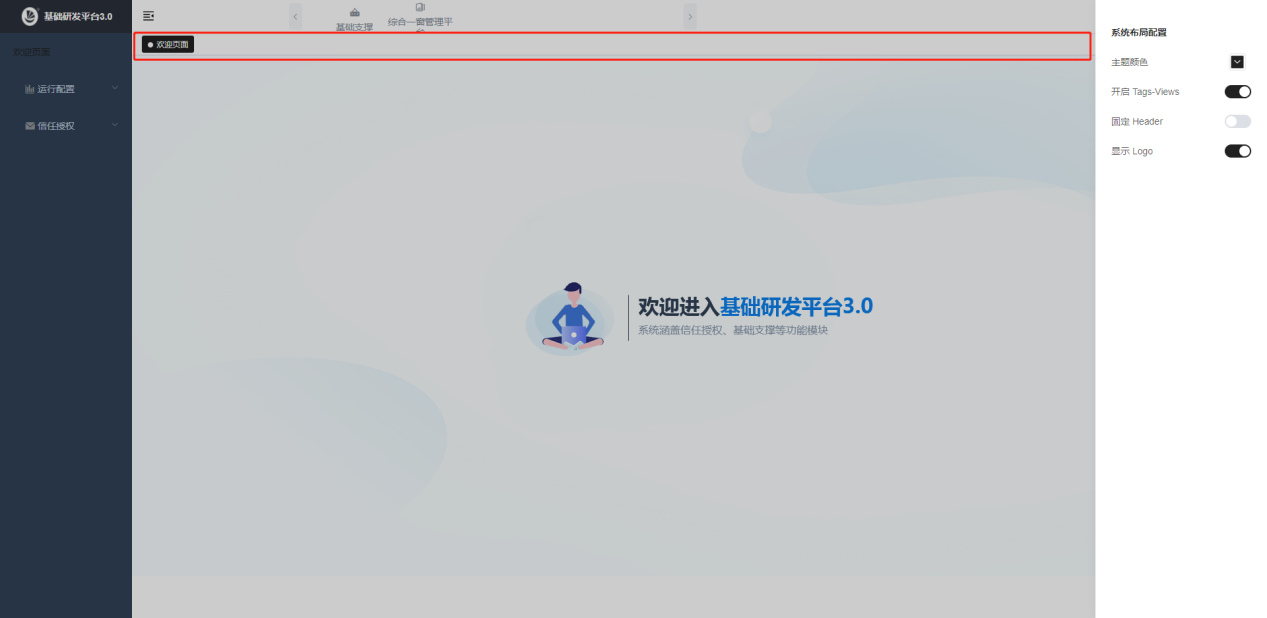 基础研发平台3.0
基础支撑
综合一窗管理平
台
欢迎页面
欢迎页面
运行配置
信任授权
欢迎进入基础研发平台3.0
系统涵盖信任授权、基础支撑等功能模块
系统布局配置
主题颜色
开启 Tags-Views
固定 Header
显示 Logo